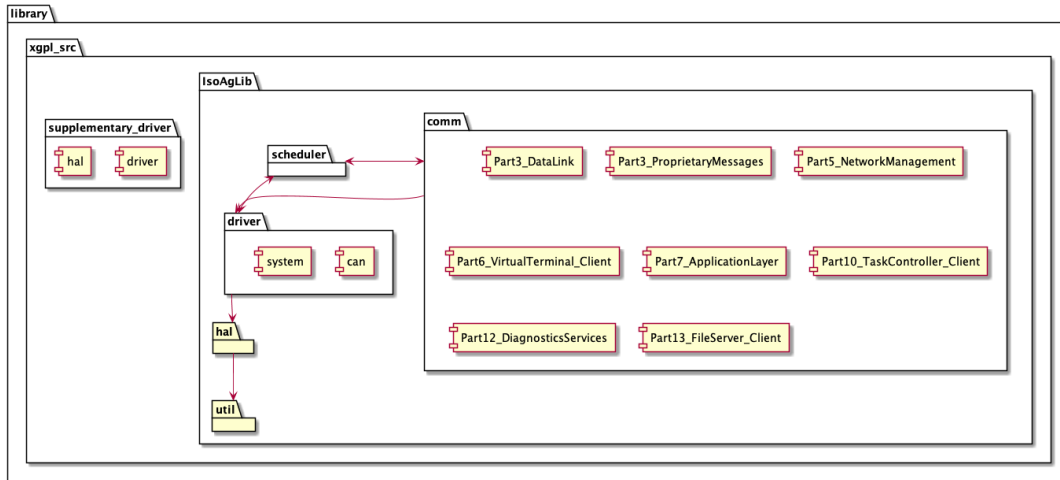 library
xgpl_src
IsoAgLib
supplementary_driver
hal
driver
scheduler
comm
Part3_DataLink
Part3_ProprietaryMessages
Part5_NetworkManagement
driver
system
can
Part6_VirtualTerminal_Client
Part7_ApplicationLayer
Part10_TaskController_Client
hal
Part12_DiagnosticsServices
Part13_FileServer_Client
util